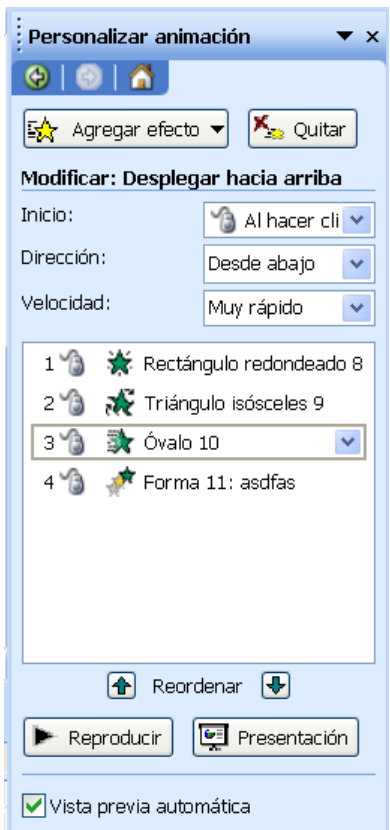 Personalizar animación
Agregar efecto
Quitar
Modificar: Desplegar hacia arriba
Inicio: Al hacer cli
Dirección: Desde abajo
Velocidad: Muy rápido
1 Rectángulo redondeado 8
2 Triángulo isósceles 9
3 Óvalo 10
4 Forma 11: asdfas
Reordenar
Reproducir
Presentación
Vista previa automática